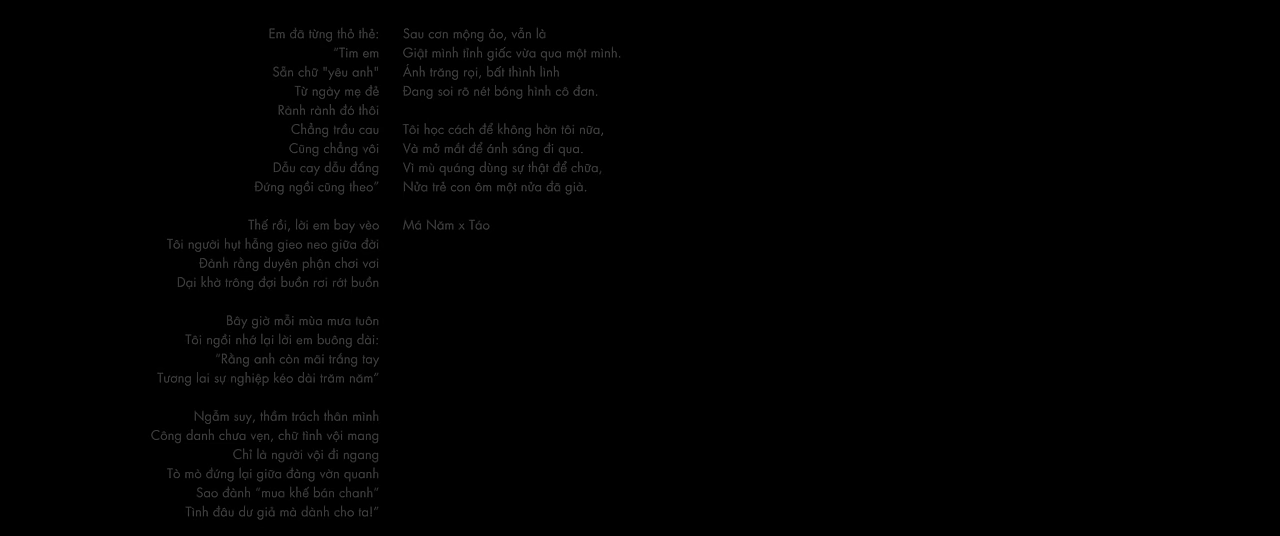 Em đã từng thỏ thẻ:
“Tim em
Sẵn chữ "yêu anh"
Từ ngày mẹ đẻ
Rành rành đó thôi
Chẳng trầu cau
Cũng chẳng vôi
Dẫu cay dẫu đắng
Đứng ngồi cũng theo”

Thế rồi, lời em bay vèo
Tôi người hụt hẫng gieo neo giữa đời
Đành rằng duyên phận chơi vơi
Dại khờ trông đợi buồn rơi rớt buồn

Bây giờ mỗi mùa mưa tuôn
Tôi ngồi nhớ lại lời em buông dài:
“Rằng anh còn mãi trắng tay
Tương lai sự nghiệp kéo dài trăm năm”

Ngẫm suy, thầm trách thân mình
Công danh chưa vẹn, chữ tình vội mang
Chỉ là người vội đi ngang
Tò mò đứng lại giữa đàng vờn quanh
Sao đành “mua khế bán chanh”
Tình đâu dư giả mà dành cho ta!”

Sau cơn mộng ảo, vẫn là
Giật mình tỉnh giấc vừa qua một mình.
Ánh trăng rọi, bất thình lình
Đang soi rõ nét bóng hình cô đơn.

Tôi học cách để không hờn tôi nữa,
Và mở mắt để ánh sáng đi qua.
Vì mù quáng dùng sự thật để chữa,
Nửa trẻ con ôm một nửa đã già.

Má Năm x Táo